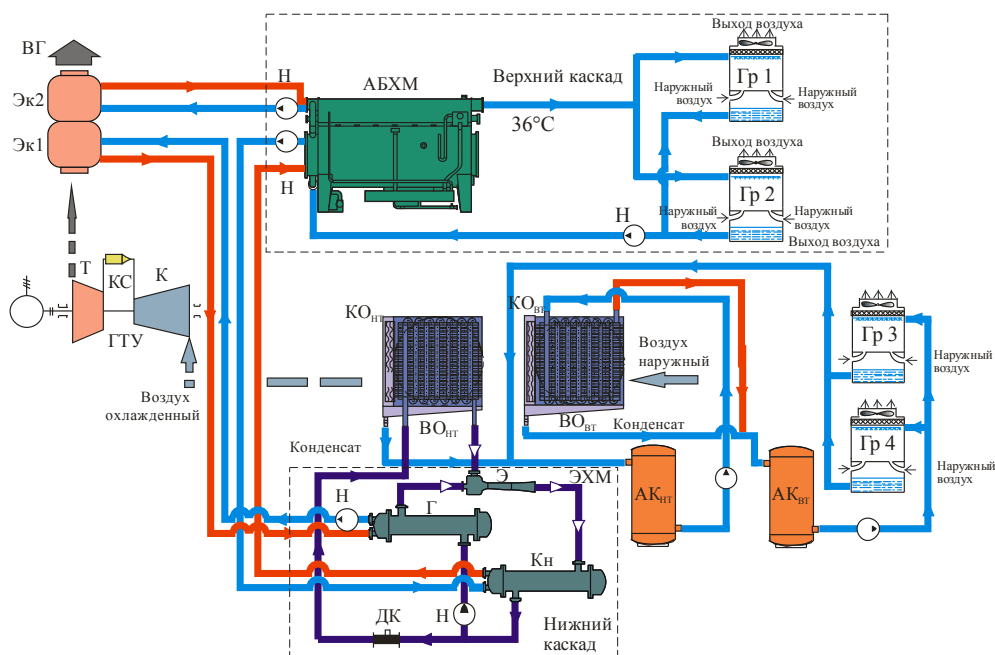 Выход воздуха
ВГ
Н
АБХМ
Верхний каскад
36°С
Гр 1
Эк2
Наружный
воздух
Наружный
воздух
Эк1
Выход воздуха
Н
Гр 2
Наружный
воздух
Наружный
воздух
Н
Выход воздуха
Т
КС
К
ГТУ
КОнт
КОвт
Воздух
наружный
Гр 3
Наружный
воздух
Воздух
охлажденный
ВОнт
ВОвт
Конденсат
Конденсат
Гр 4
Наружный
воздух
Э
ЭХМ
Н
Г
АКнт
АКвт
Кн
ДК
Н
Нижний
каскад